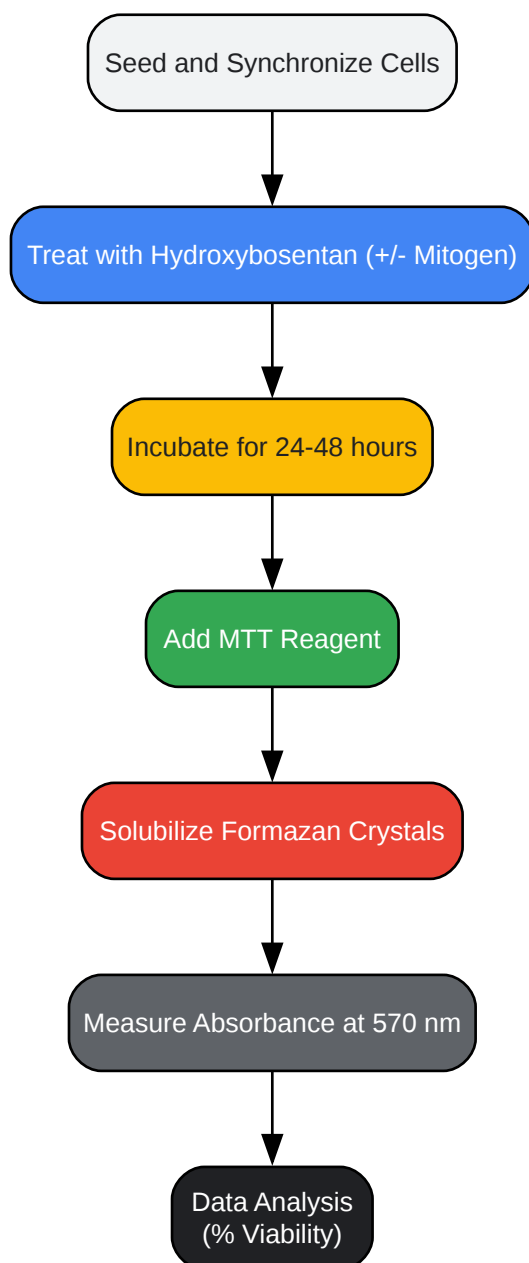 Seed and Synchronize Cells
Treat with Hydroxybosentan (+/- Mitogen)
Incubate for 24-48 hours
Add MTT Reagent
Solubilize Formazan Crystals
Measure Absorbance at 570 nm
Data Analysis
(% Viability)